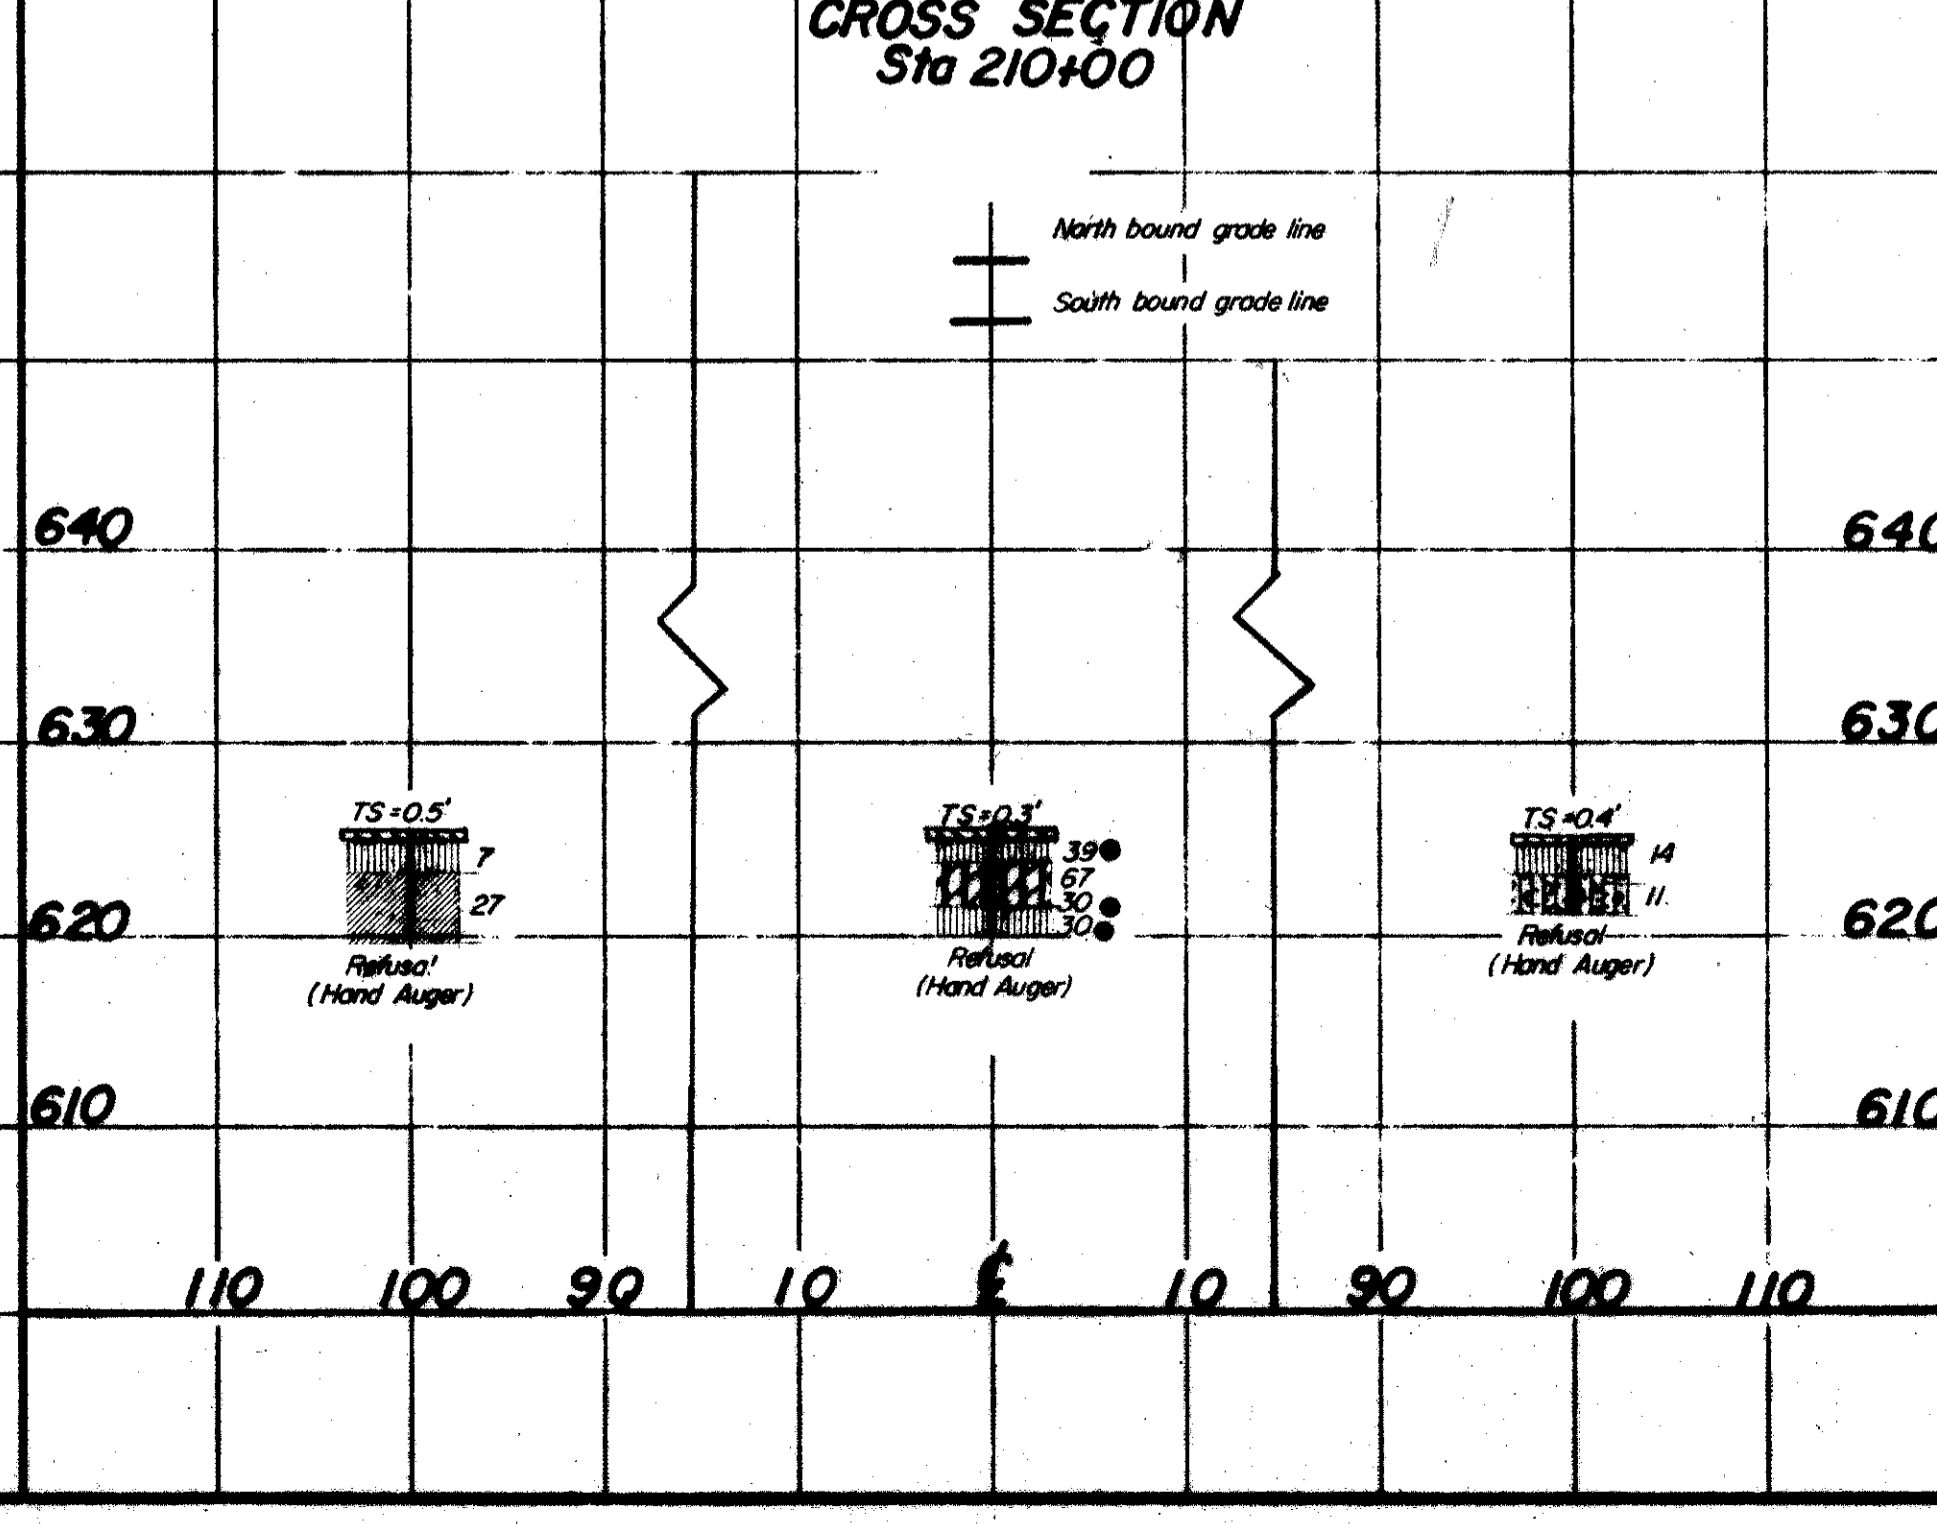 CROSS SECTION
Sta 210+00
North bound grade line
South bound grade line
640
640
630
630
TS=0.5'
TS=0.3'
TS=0.4'
7
39
14
67
27
30
11
620
30
620
Refusal
Refusal
Refusal
(Hand Auger)
(Hand Auger)
(Hand Auger)
610
610
110 100 90 10 ℄ 10 90 100 110